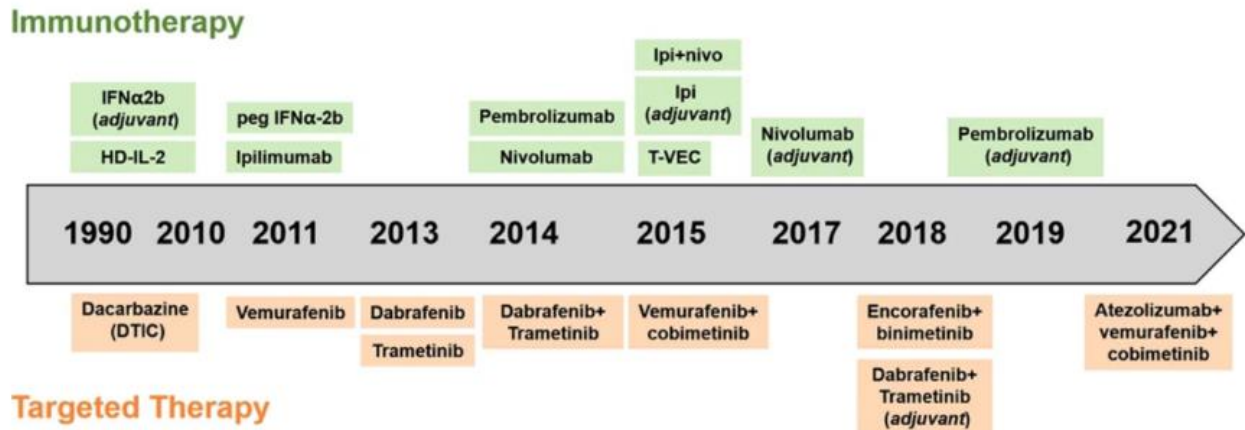 Immunotherapy
IFNα2b
(adjuvant)
HD-IL-2
peg IFNα-2b
Ipilimumab
Pembrolizumab
Nivolumab
Ipi+nivo
Ipi
(adjuvant)
T-VEC
Nivolumab
(adjuvant)
Pembrolizumab
(adjuvant)
1990 2010 2011 2013 2014 2015 2017 2018 2019 2021
Dacarbazine
(DTIC)
Vemurafenib
Dabrafenib
Trametinib
Dabrafenib+
Trametinib
Vemurafenib+
cobimetinib
Encorafenib+
binimetinib
Dabrafenib+
Trametinib
(adjuvant)
Atezolizumab+
vemurafenib+
cobimetinib
Targeted Therapy